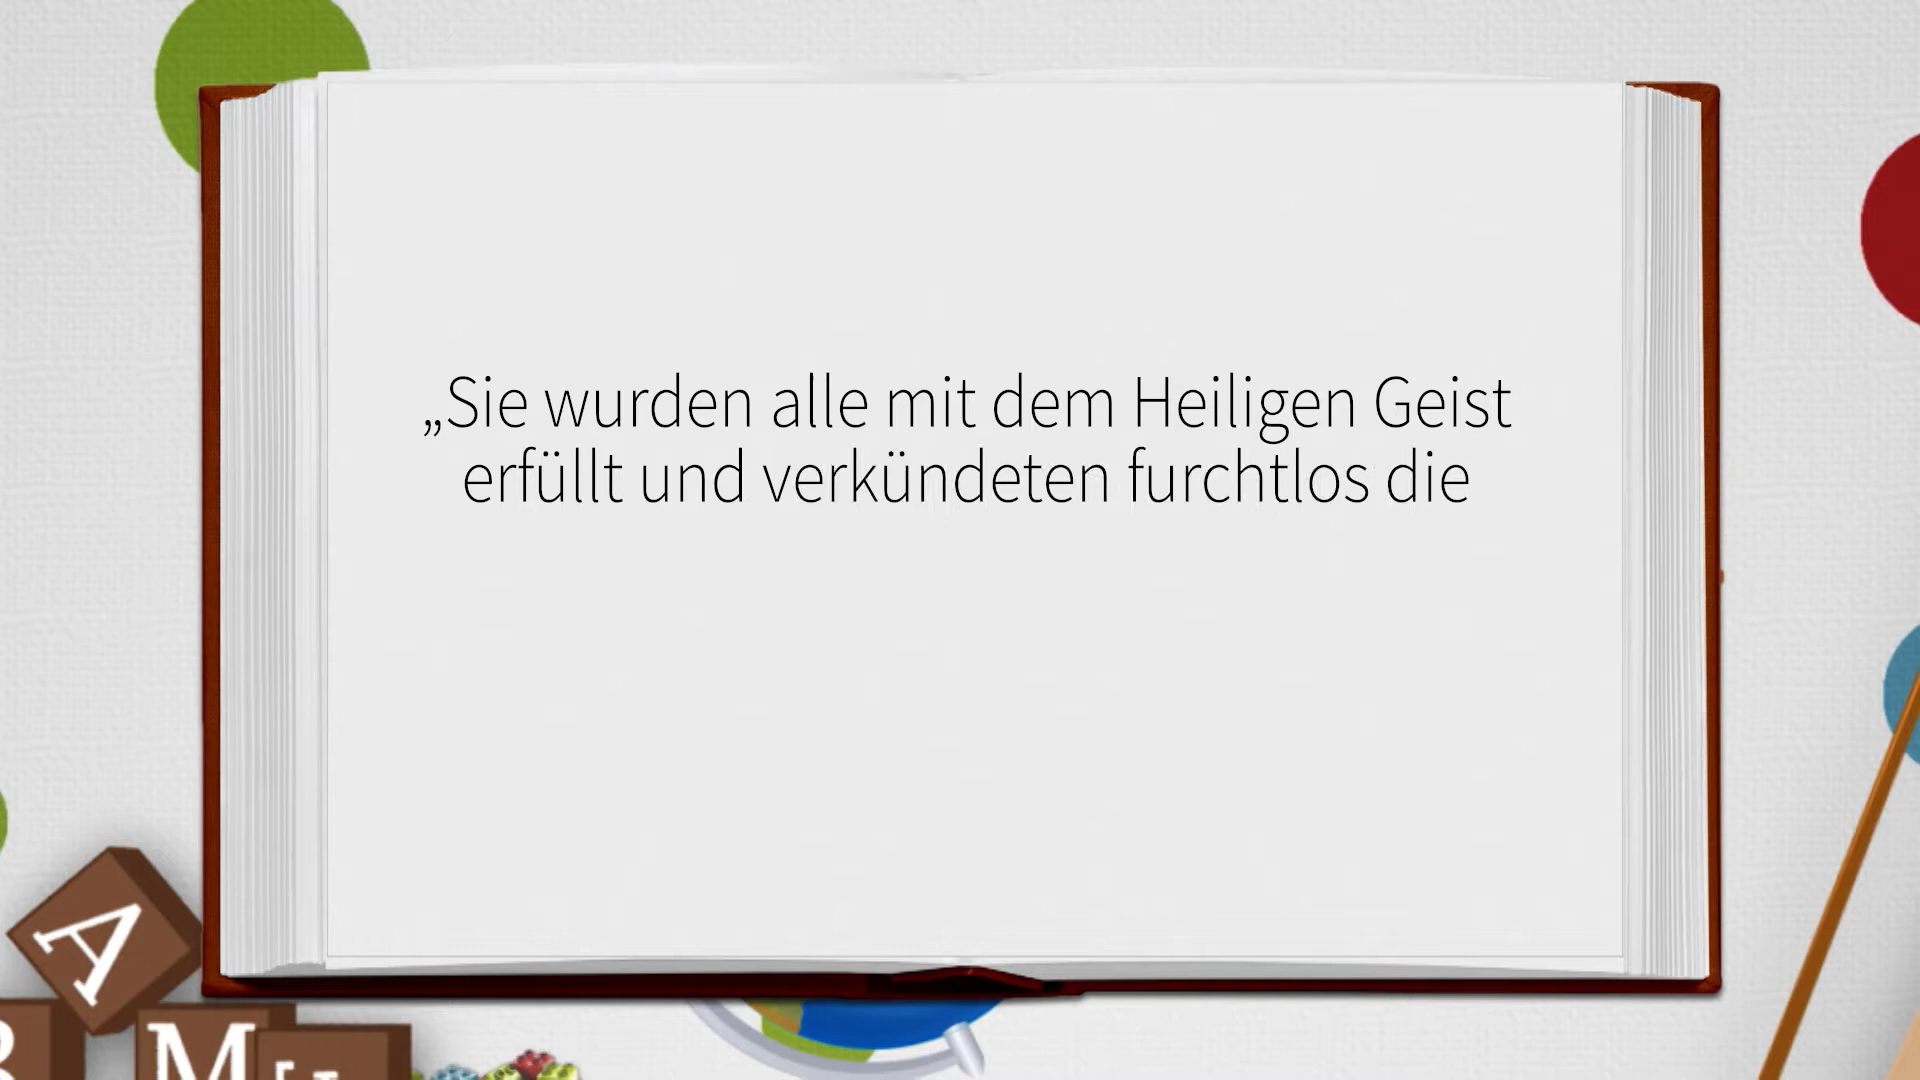 „Sie wurden alle mit dem Heiligen Geist
erfüllt und verkündeten furchtlos die
A
M